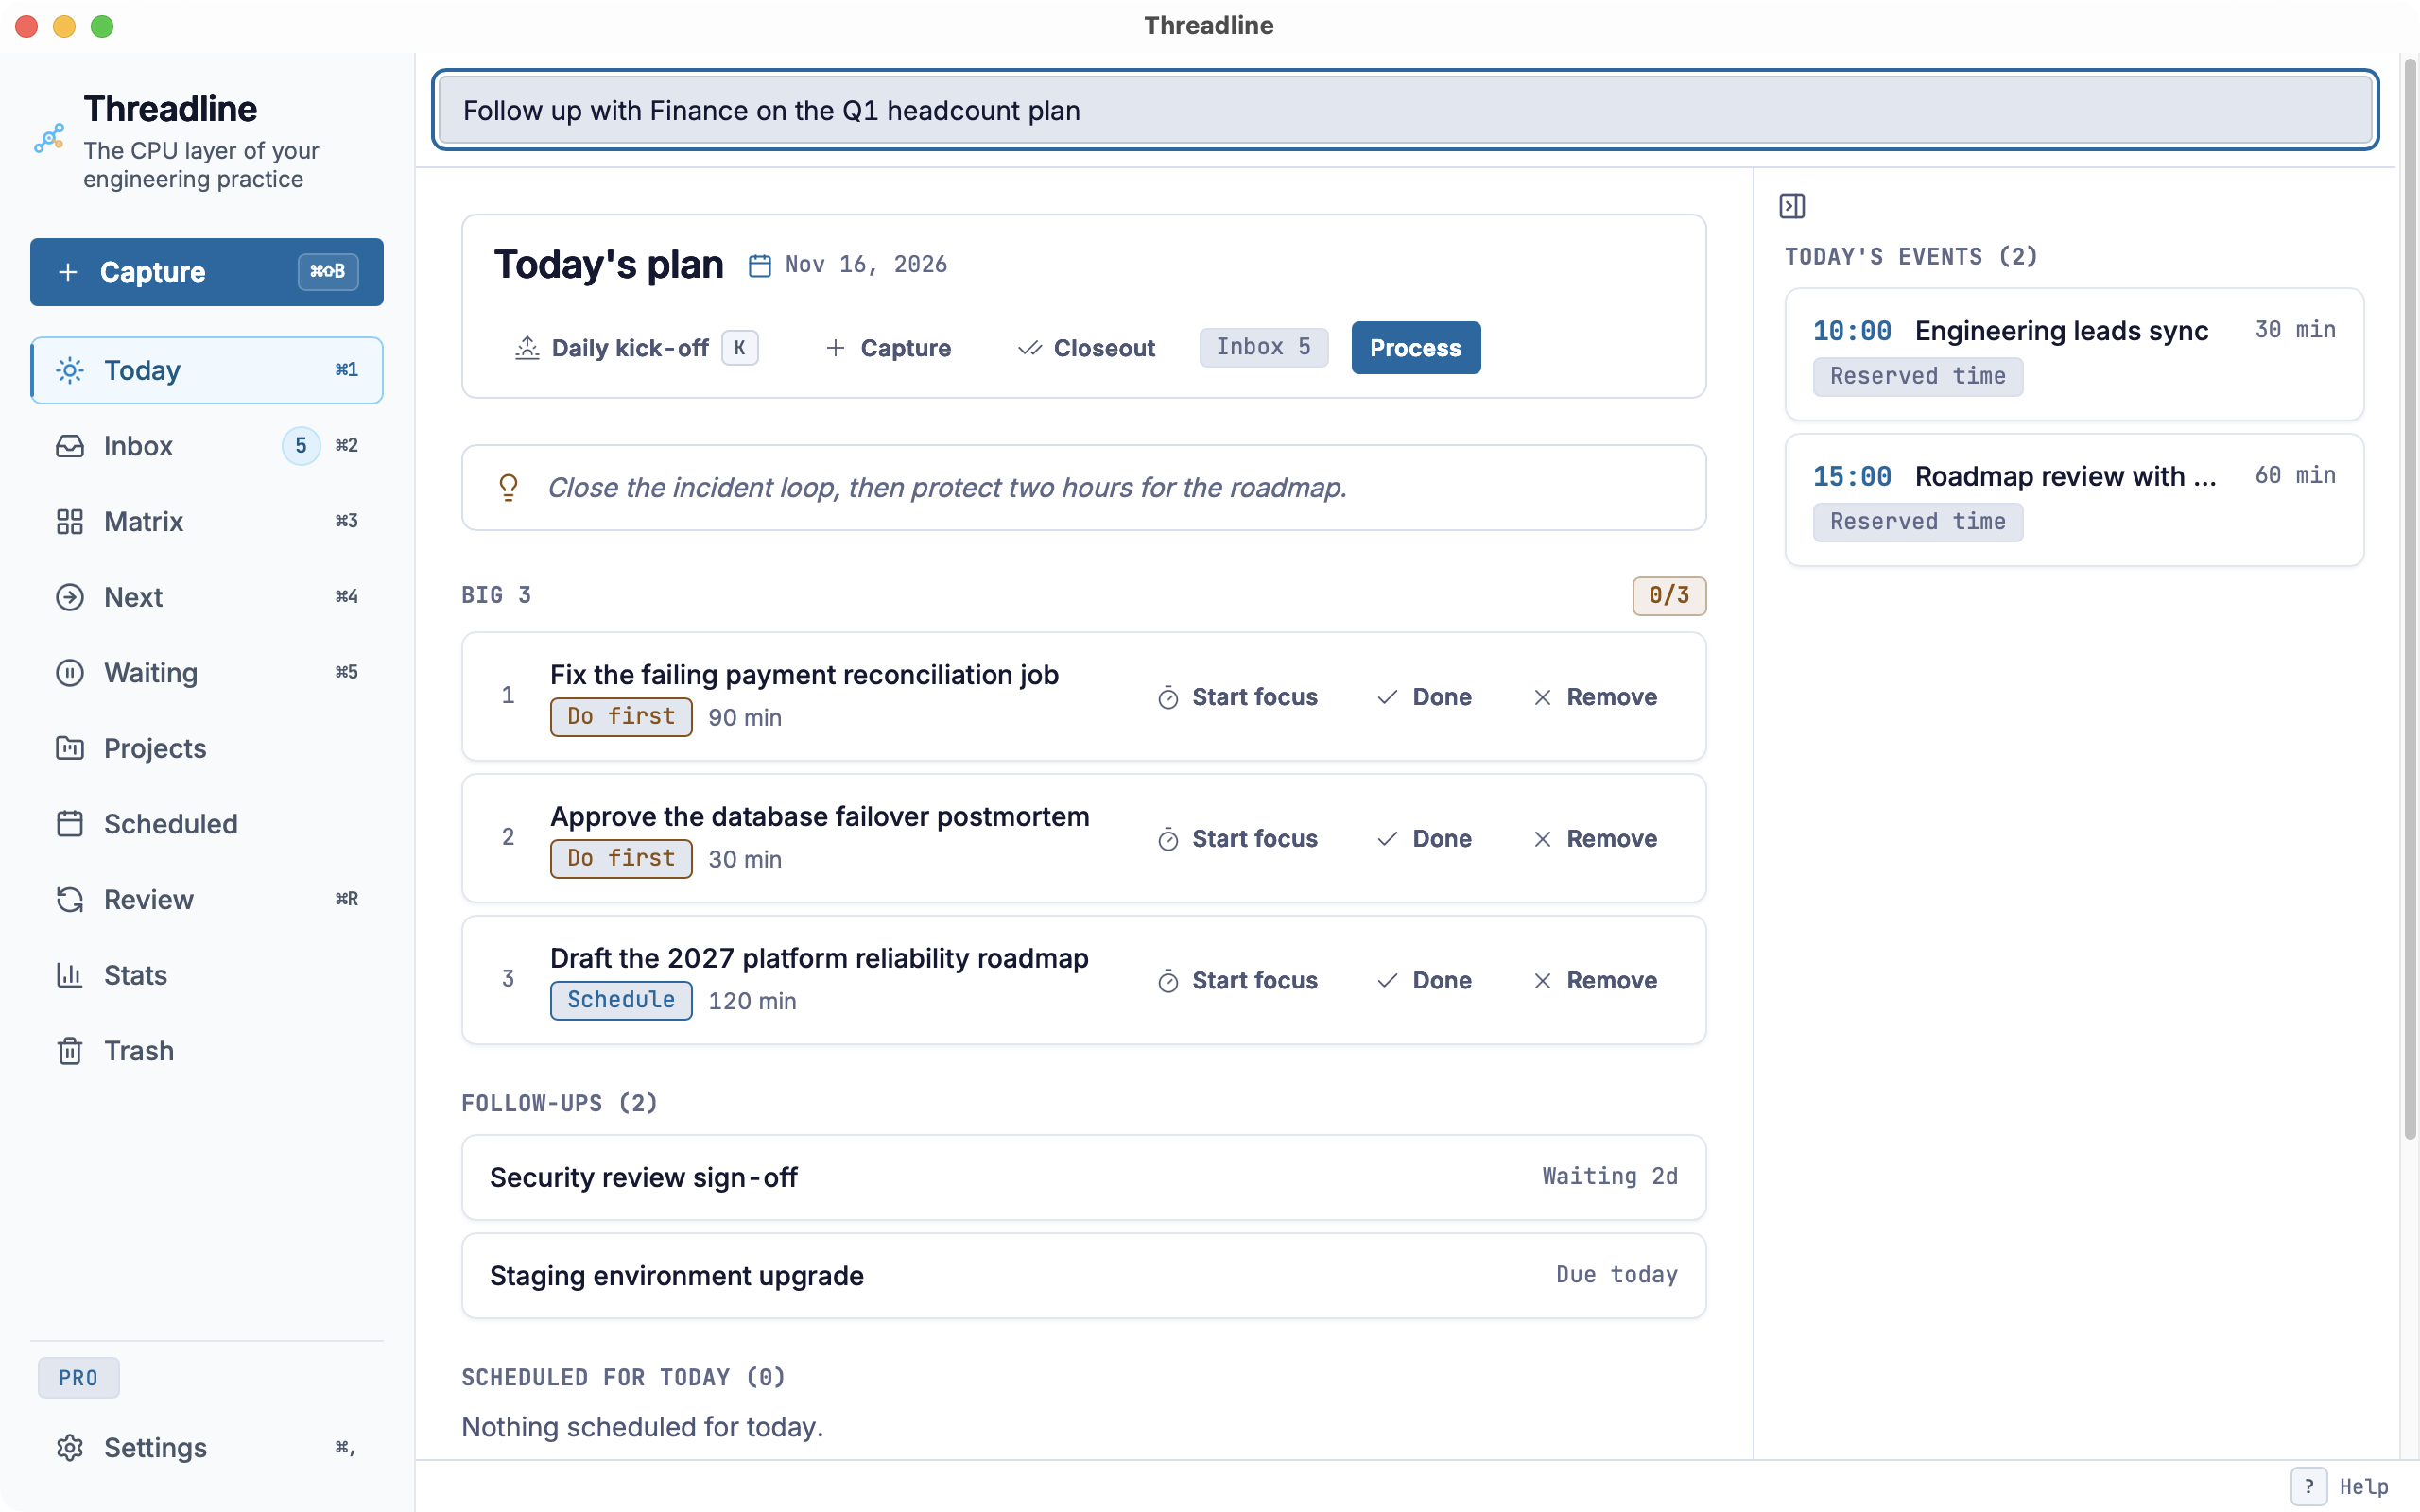 Threadline
Threadline
The CPU layer of your
engineering practice
Capture ⌘⇧B
Today ⌘1
Inbox 5 ⌘2
Matrix ⌘3
Next ⌘4
Waiting ⌘5
Projects
Scheduled
Review ⌘R
Stats
Trash
PRO
Settings ⌘,
Follow up with Finance on the Q1 headcount plan
Today's plan Nov 16, 2026
Daily kick-off K Capture Closeout Inbox 5 Process
Close the incident loop, then protect two hours for the roadmap.
BIG 3 0/3
1 Fix the failing payment reconciliation job
Do first 90 min
Start focus Done Remove
2 Approve the database failover postmortem
Do first 30 min
Start focus Done Remove
3 Draft the 2027 platform reliability roadmap
Schedule 120 min
Start focus Done Remove
FOLLOW-UPS (2)
Security review sign-off Waiting 2d
Staging environment upgrade Due today
SCHEDULED FOR TODAY (0)
Nothing scheduled for today.
TODAY'S EVENTS (2)
10:00 Engineering leads sync 30 min
Reserved time
15:00 Roadmap review with ... 60 min
Reserved time
? Help